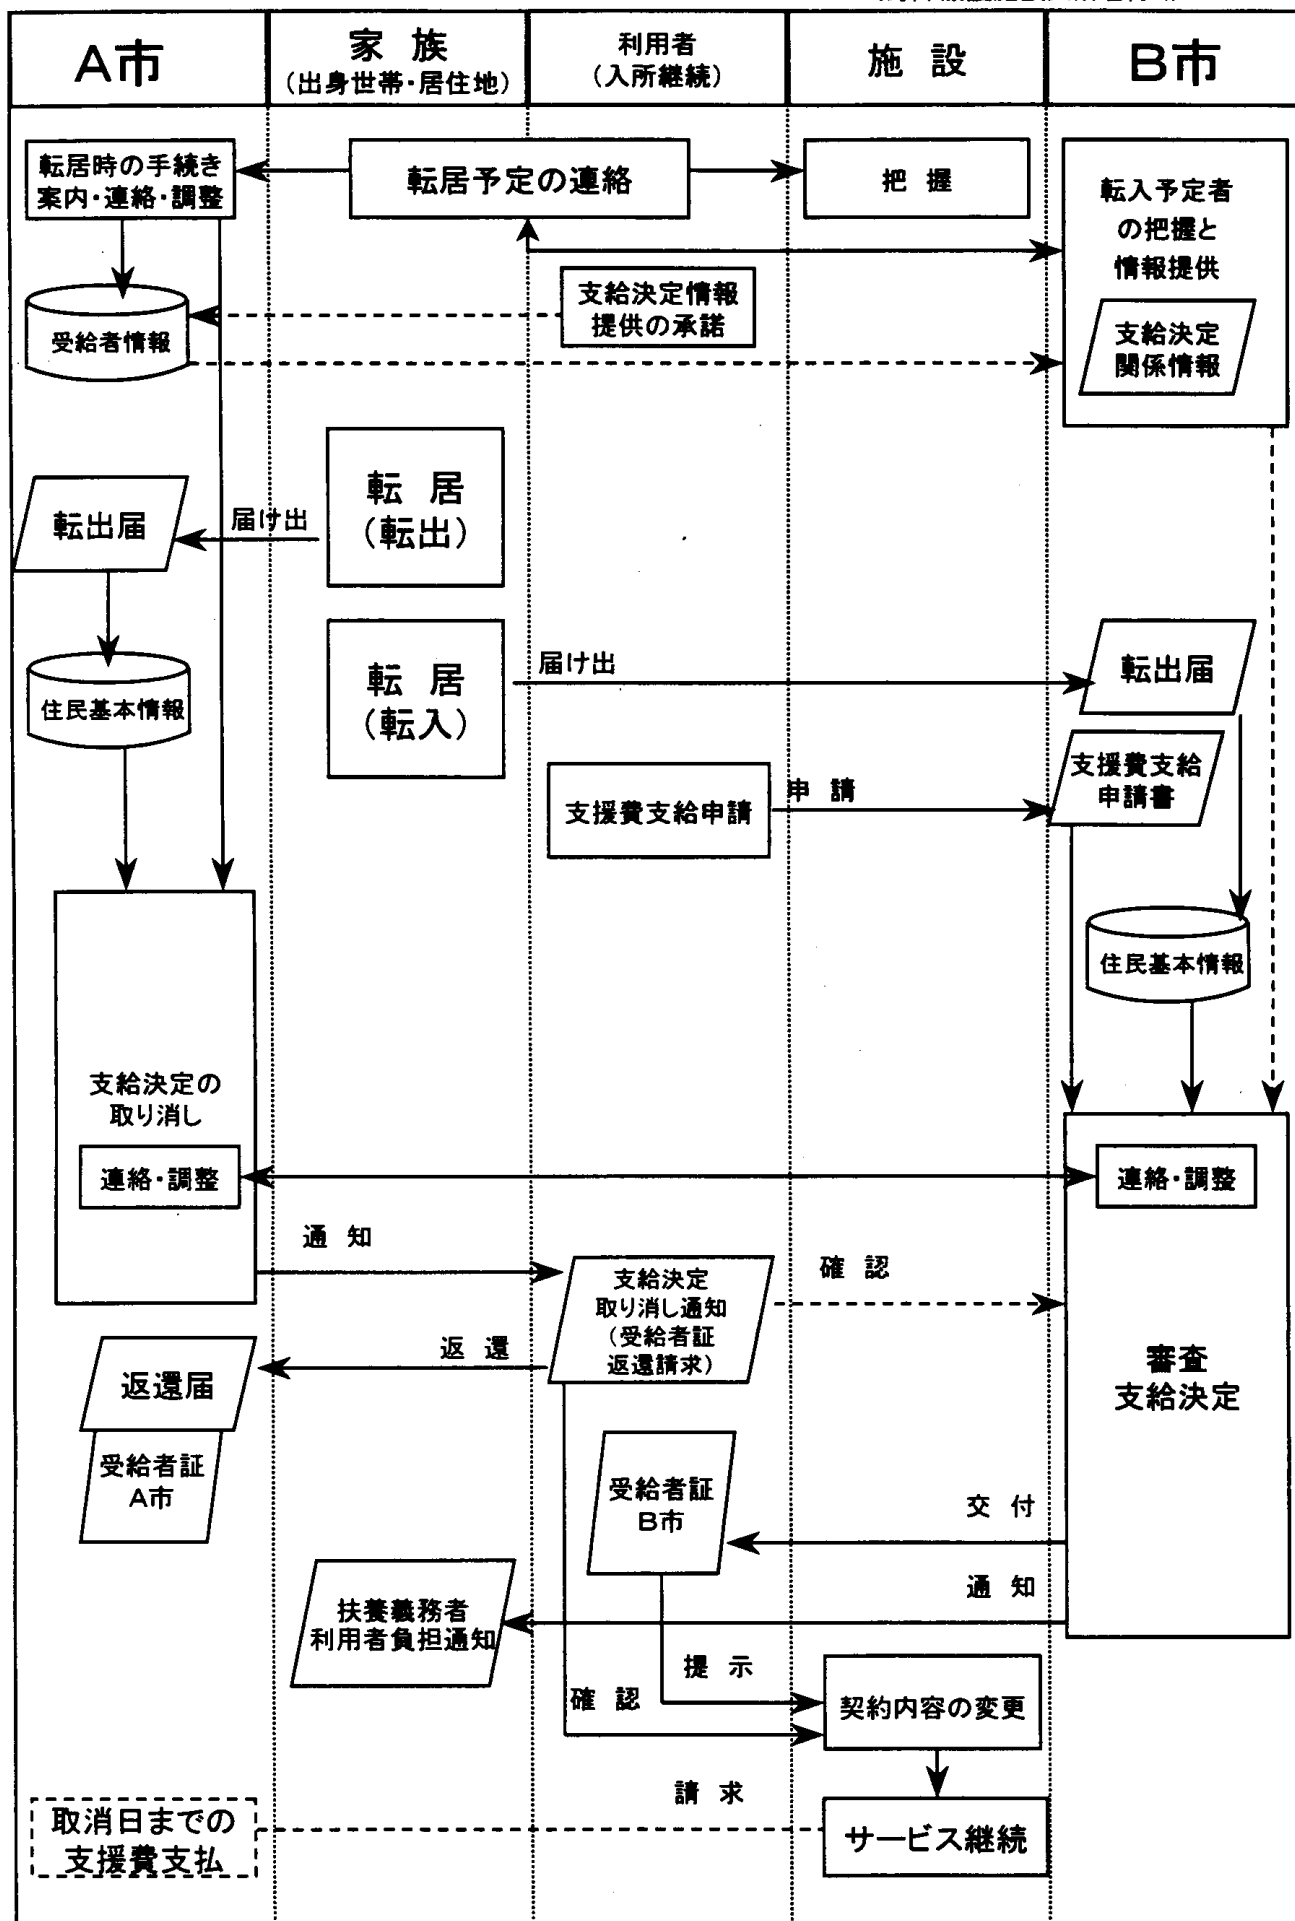 A市
家 族
(出身世帯・居住地)
利用者
(入所継続)
施 設
B市
転居時の手続き
案内・連絡・調整
転居予定の連絡
把 握
転入予定者
の把握と
情報提供
支給決定情報
提供の承諾
受給者情報
支給決定
関係情報
転 居
(転出)
届け出
転出届
転 居
(転入)
届け出
転出届
住民基本情報
支援費支給
申請書
支援費支給申請
申 請
住民基本情報
支給決定の
取り消し
連絡・調整
連絡・調整
通 知
支給決定
取り消し通知
(受給者証
返還請求)
確 認
審査
支給決定
返 還
返還届
受給者証
A市
受給者証
B市
交 付
通 知
扶養義務者
利用者負担通知
提 示
確 認
契約内容の変更
請 求
取消日までの
支援費支払
サービス継続